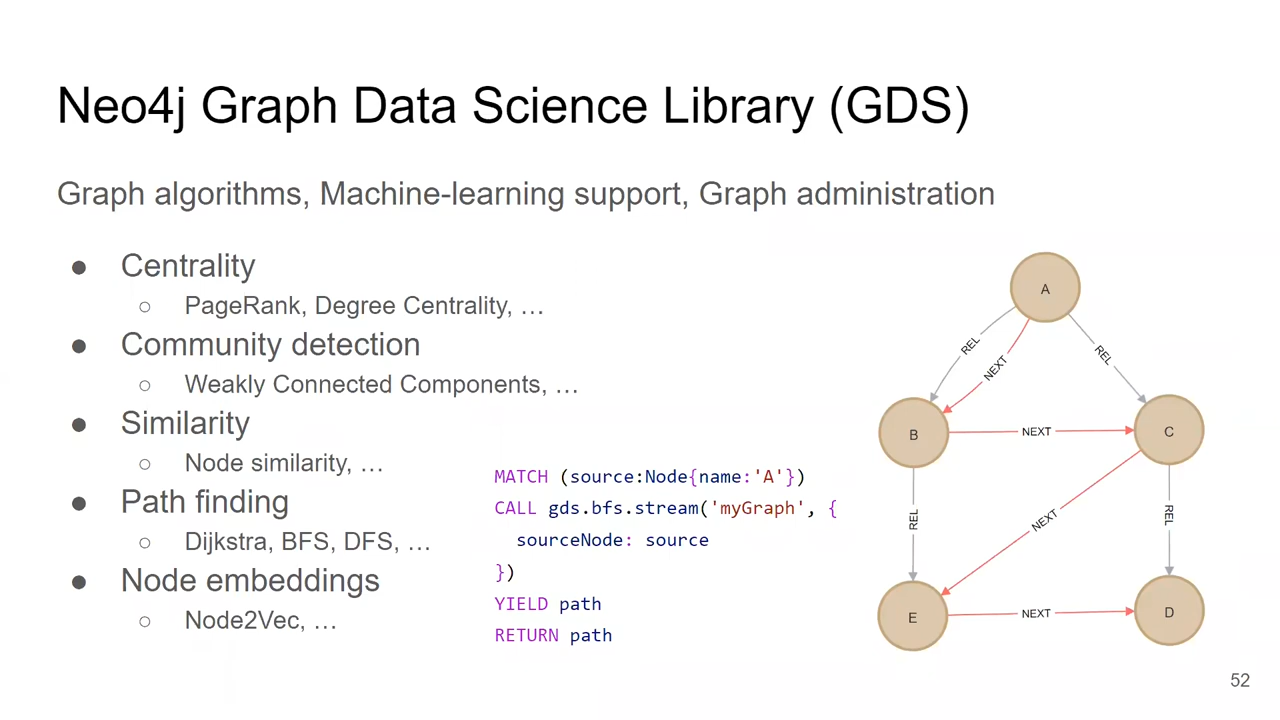 Neo4j Graph Data Science Library (GDS)
Graph algorithms, Machine-learning support, Graph administration
● Centrality
○ PageRank, Degree Centrality, …
● Community detection
○ Weakly Connected Components, …
● Similarity
○ Node similarity, …
● Path finding
○ Dijkstra, BFS, DFS, …
● Node embeddings
○ Node2Vec, …
MATCH (source:Node{name:'A'})
CALL gds.bfs.stream('myGraph', {
  sourceNode: source
})
YIELD path
RETURN path
A
REL
NEXT
REL
B
NEXT
C
REL
NEXT
REL
E
NEXT
D
52